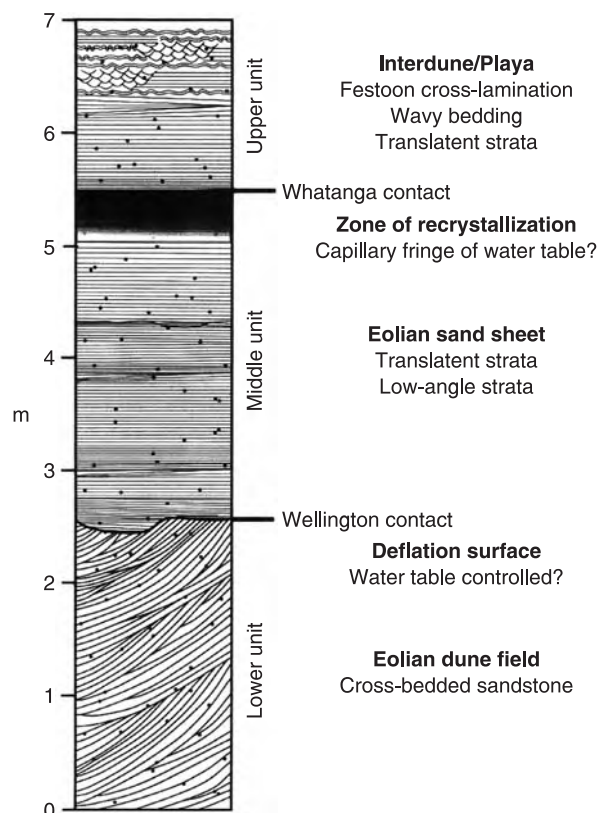 7
6
5
4
m
3
2
1
0
Upper unit
Middle unit
Lower unit
Interdune/Playa
Festoon cross-lamination
Wavy bedding
Translatent strata
Whatanga contact
Zone of recrystallization
Capillary fringe of water table?
Eolian sand sheet
Translatent strata
Low-angle strata
Wellington contact
Deflation surface
Water table controlled?
Eolian dune field
Cross-bedded sandstone